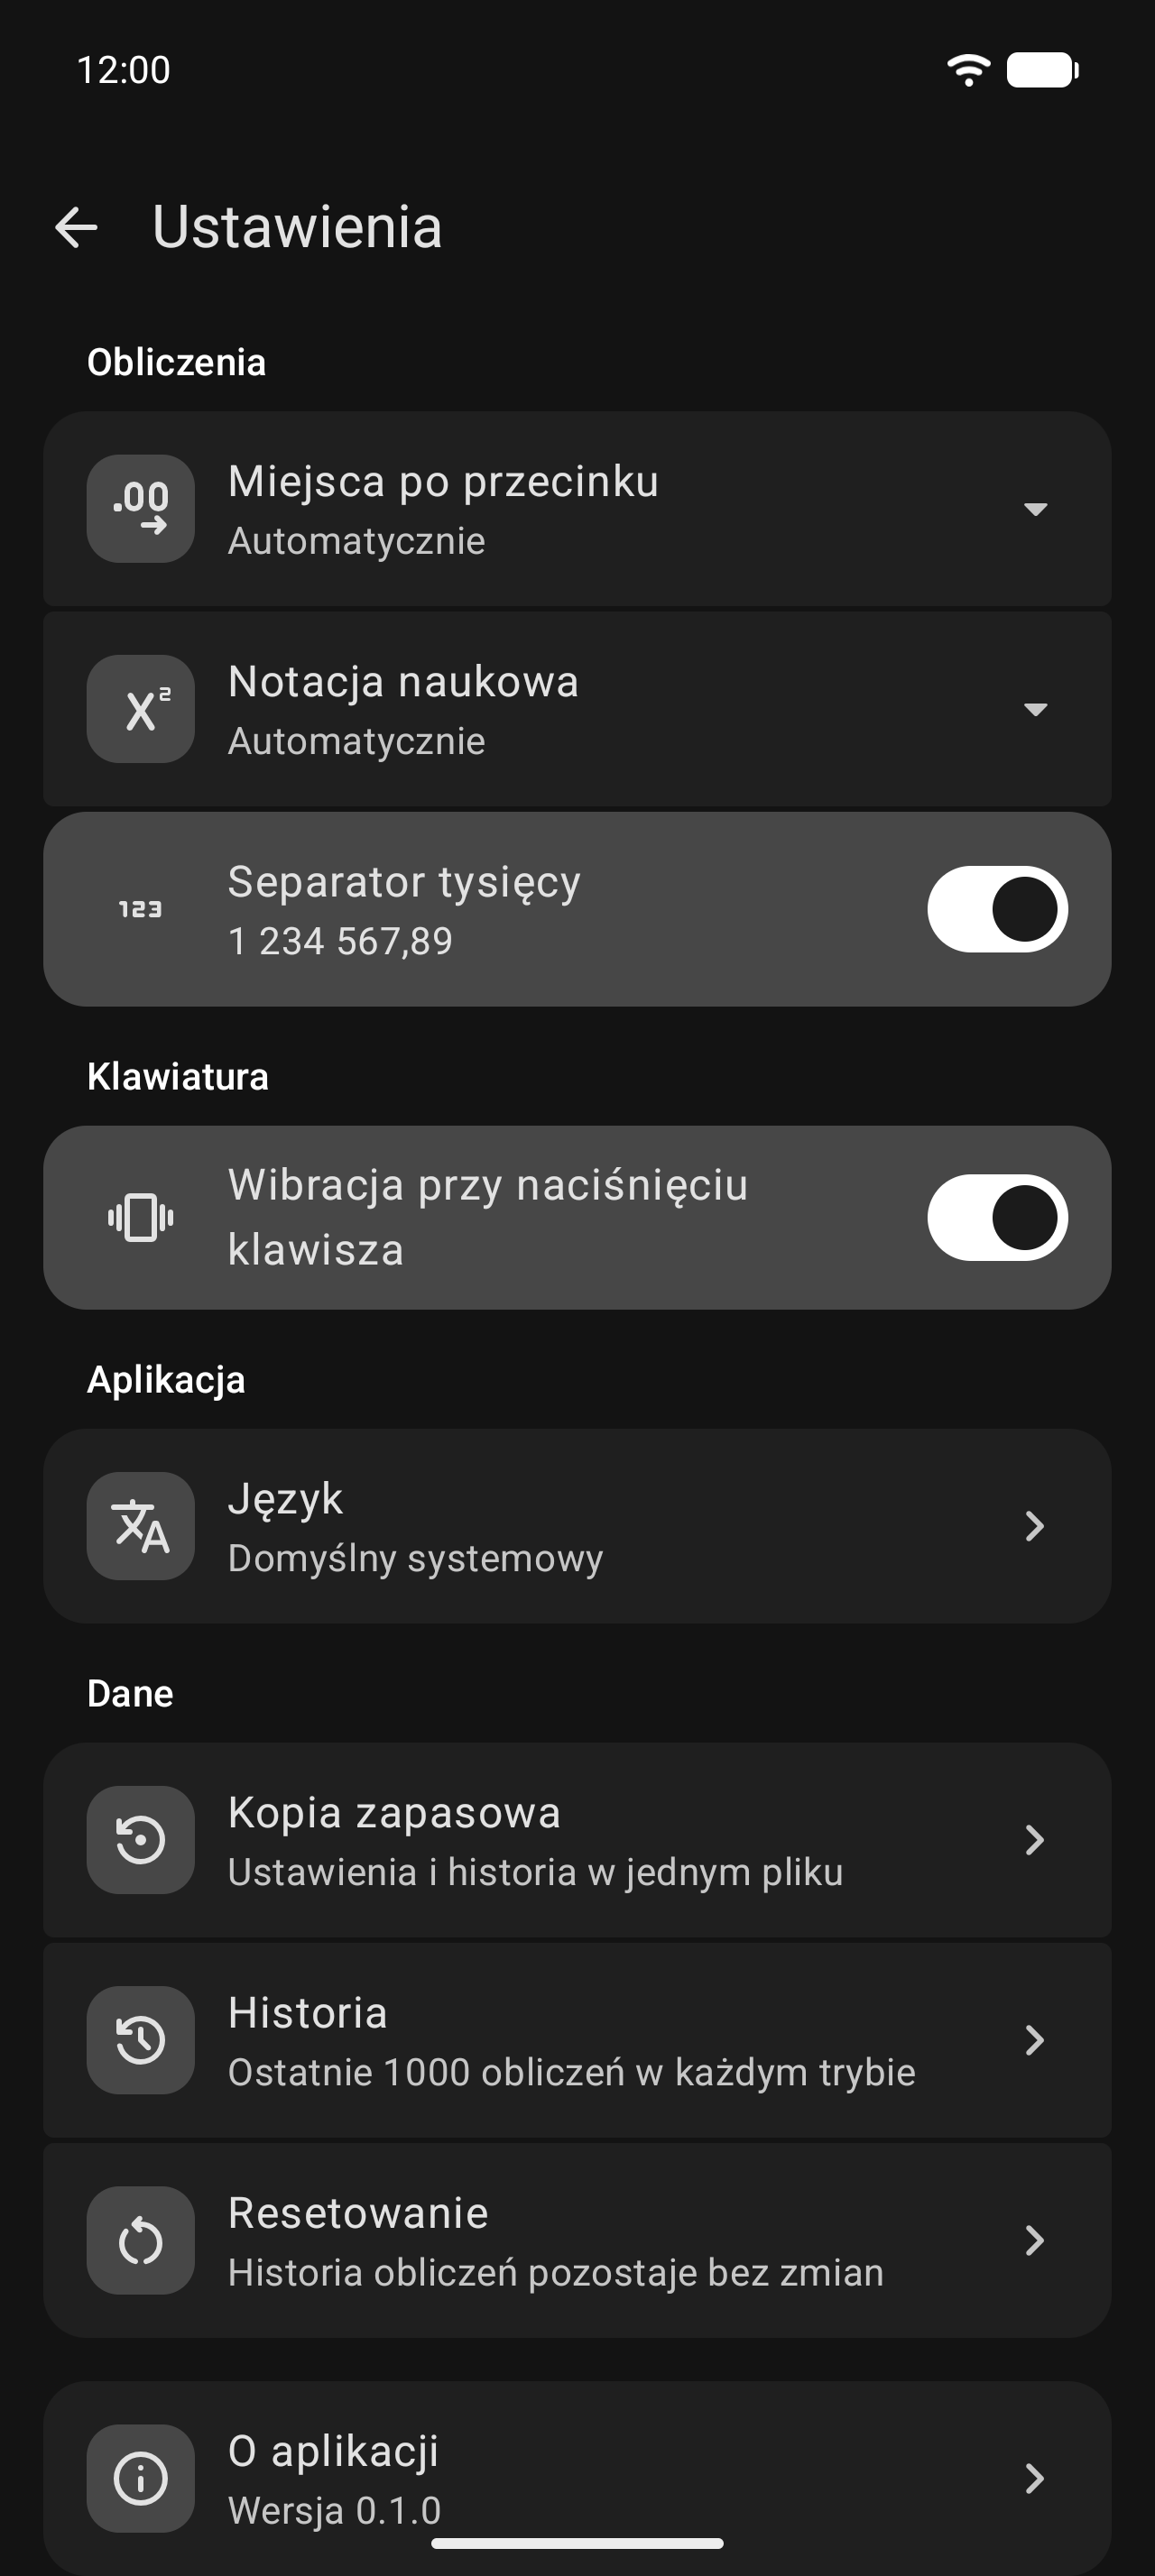 12:00
Ustawienia
Obliczenia
.00
Miejsca po przecinku
Automatycznie
x²
Notacja naukowa
Automatycznie
123
Separator tysięcy
1 234 567,89
Klawiatura
Wibracja przy naciśnięciu
klawisza
Aplikacja
Język
Domyślny systemowy
Dane
Kopia zapasowa
Ustawienia i historia w jednym pliku
Historia
Ostatnie 1000 obliczeń w każdym trybie
Resetowanie
Historia obliczeń pozostaje bez zmian
O aplikacji
Wersja 0.1.0